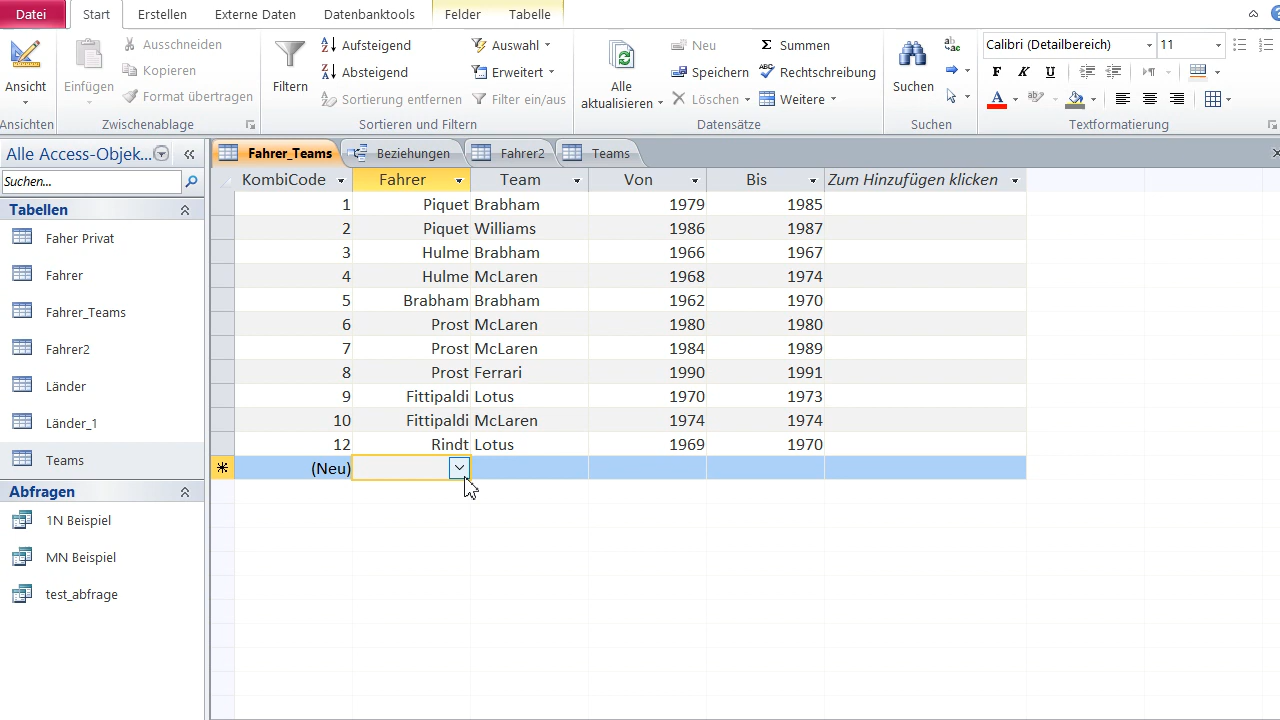 Datei Start Erstellen Externe Daten Datenbanktools Felder Tabelle
Ansicht
Ansichten
Einfügen
Ausschneiden
Kopieren
Format übertragen
Zwischenablage
Filtern
Aufsteigend
Absteigend
Sortierung entfernen
Auswahl
Erweitert
Filter ein/aus
Sortieren und Filtern
Alle
aktualisieren
Neu
Speichern
Löschen
Summen
Rechtschreibung
Weitere
Datensätze
Suchen
Suchen
Calibri (Detailbereich) 11
F K U
Textformatierung
Alle Access-Objek...
Suchen...
Tabellen
Faher Privat
Fahrer
Fahrer_Teams
Fahrer2
Länder
Länder_1
Teams
Abfragen
1N Beispiel
MN Beispiel
test_abfrage
Fahrer_Teams Beziehungen Fahrer2 Teams
KombiCode Fahrer Team Von Bis Zum Hinzufügen klicken
1 Piquet Brabham 1979 1985
2 Piquet Williams 1986 1987
3 Hulme Brabham 1966 1967
4 Hulme McLaren 1968 1974
5 Brabham Brabham 1962 1970
6 Prost McLaren 1980 1980
7 Prost McLaren 1984 1989
8 Prost Ferrari 1990 1991
9 Fittipaldi Lotus 1970 1973
10 Fittipaldi McLaren 1974 1974
12 Rindt Lotus 1969 1970
(Neu)